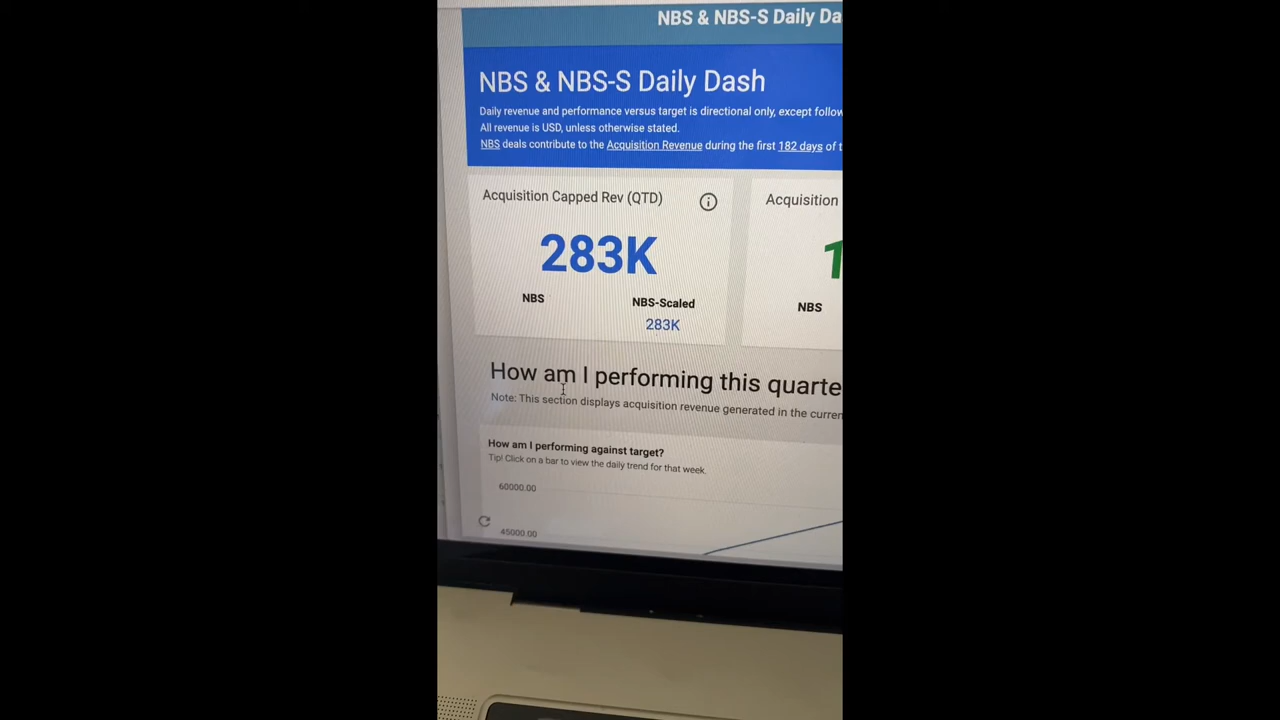 NBS & NBS-S Daily Da
NBS & NBS-S Daily Dash
Daily revenue and performance versus target is directional only, except follow
All revenue is USD, unless otherwise stated.
NBS deals contribute to the Acquisition Revenue during the first 182 days of t
Acquisition Capped Rev (QTD)
Acquisition
283K
1
NBS
NBS-Scaled
NBS
283K
How am I performing this quarte
Note: This section displays acquisition revenue generated in the curren
How am I performing against target?
Tip! Click on a bar to view the daily trend for that week.
60000.00
45000.00